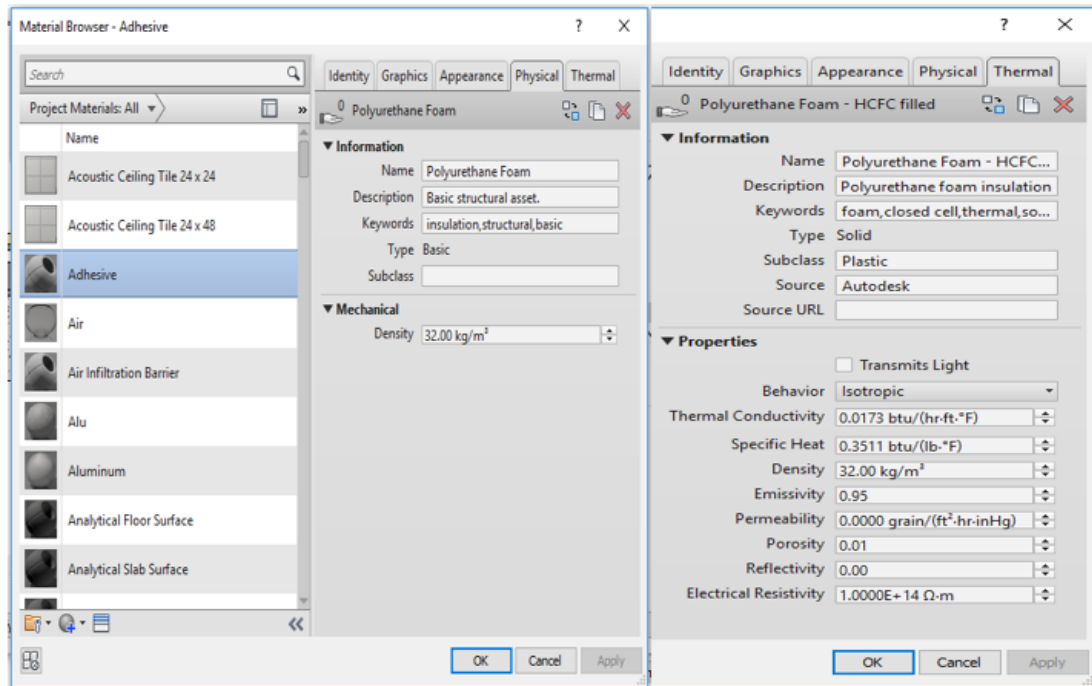 Material Browser - Adhesive
? X
Search
Project Materials: All
»
Name
Acoustic Ceiling Tile 24 x 24
Acoustic Ceiling Tile 24 x 48
Adhesive
Air
Air Infiltration Barrier
Alu
Aluminum
Analytical Floor Surface
Analytical Slab Surface
«
Identity Graphics Appearance Physical Thermal
0 Polyurethane Foam
Information
Name Polyurethane Foam
Description Basic structural asset.
Keywords insulation,structural,basic
Type Basic
Subclass
Mechanical
Density 32.00 kg/m³
OK Cancel Apply
? X
Identity Graphics Appearance Physical Thermal
0 Polyurethane Foam - HCFC filled
Information
Name Polyurethane Foam - HCFC...
Description Polyurethane foam insulation
Keywords foam,closed cell,thermal,so...
Type Solid
Subclass Plastic
Source Autodesk
Source URL
Properties
Transmits Light
Behavior Isotropic
Thermal Conductivity 0.0173 btu/(hr·ft·°F)
Specific Heat 0.3511 btu/(lb·°F)
Density 32.00 kg/m³
Emissivity 0.95
Permeability 0.0000 grain/(ft²·hr·inHg)
Porosity 0.01
Reflectivity 0.00
Electrical Resistivity 1.0000E+14 Ω·m
OK Cancel Apply